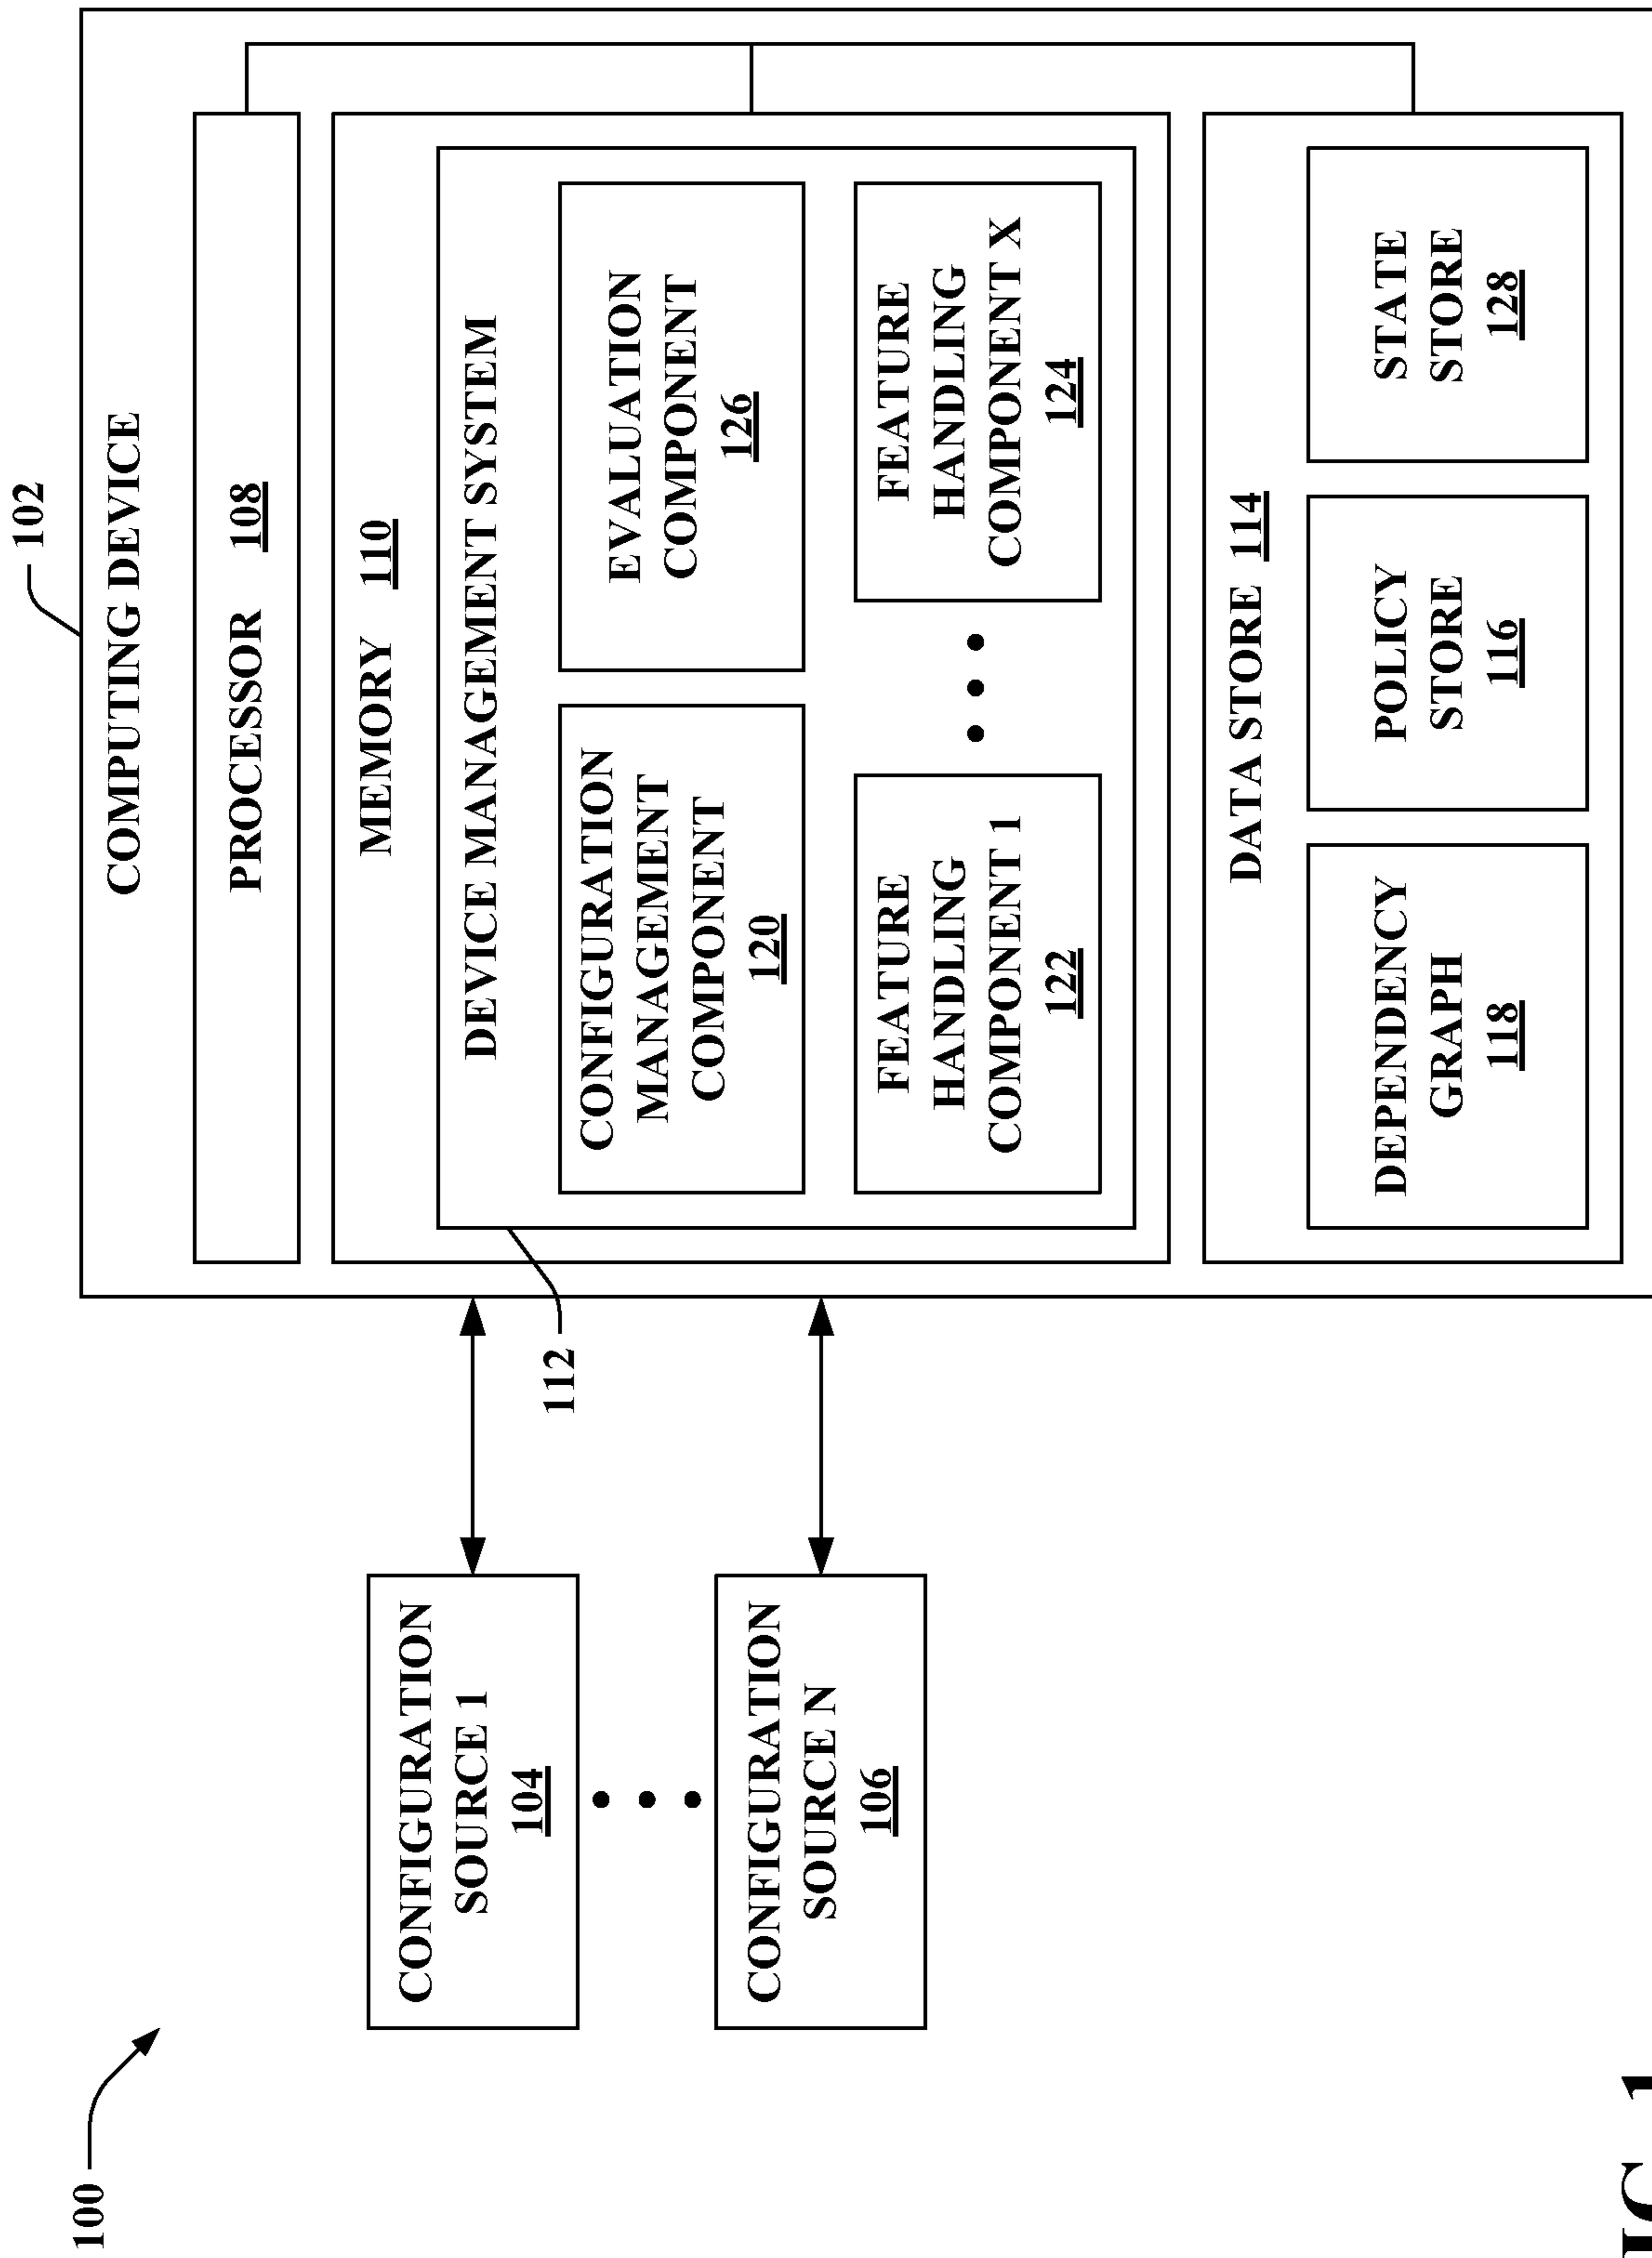 100
102
COMPUTING DEVICE
PROCESSOR 108
MEMORY 110
DEVICE MANAGEMENT SYSTEM
CONFIGURATION
MANAGEMENT
COMPONENT
120
EVALUATION
COMPONENT
126
FEATURE
HANDLING
COMPONENT 1
122
FEATURE
HANDLING
COMPONENT X
124
112
CONFIGURATION
SOURCE 1
104
CONFIGURATION
SOURCE N
106
DATA STORE 114
DEPENDENCY
GRAPH
118
POLICY
STORE
116
STATE
STORE
128